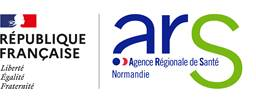 RÉPUBLIQUE
FRANÇAISE
Liberté
Égalité
Fraternité
ars
Agence Régionale de Santé
Normandie